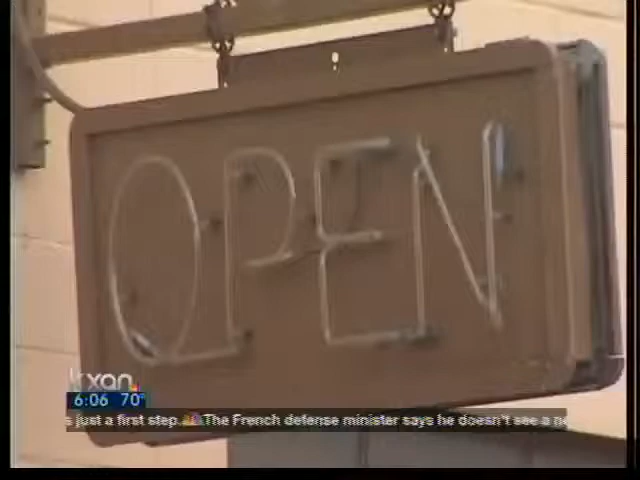 OPEN
kxan
6:06 70°
s just a first step. The French defense minister says he doesn't see a